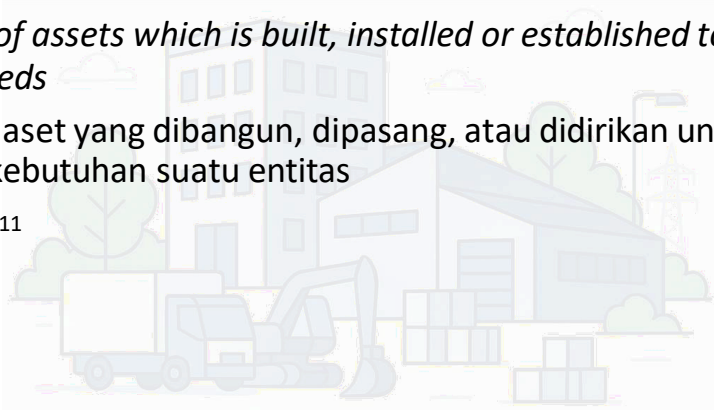 of assets which is built, installed or established to
eds
aset yang dibangun, dipasang, atau didirikan un
kebutuhan suatu entitas
11